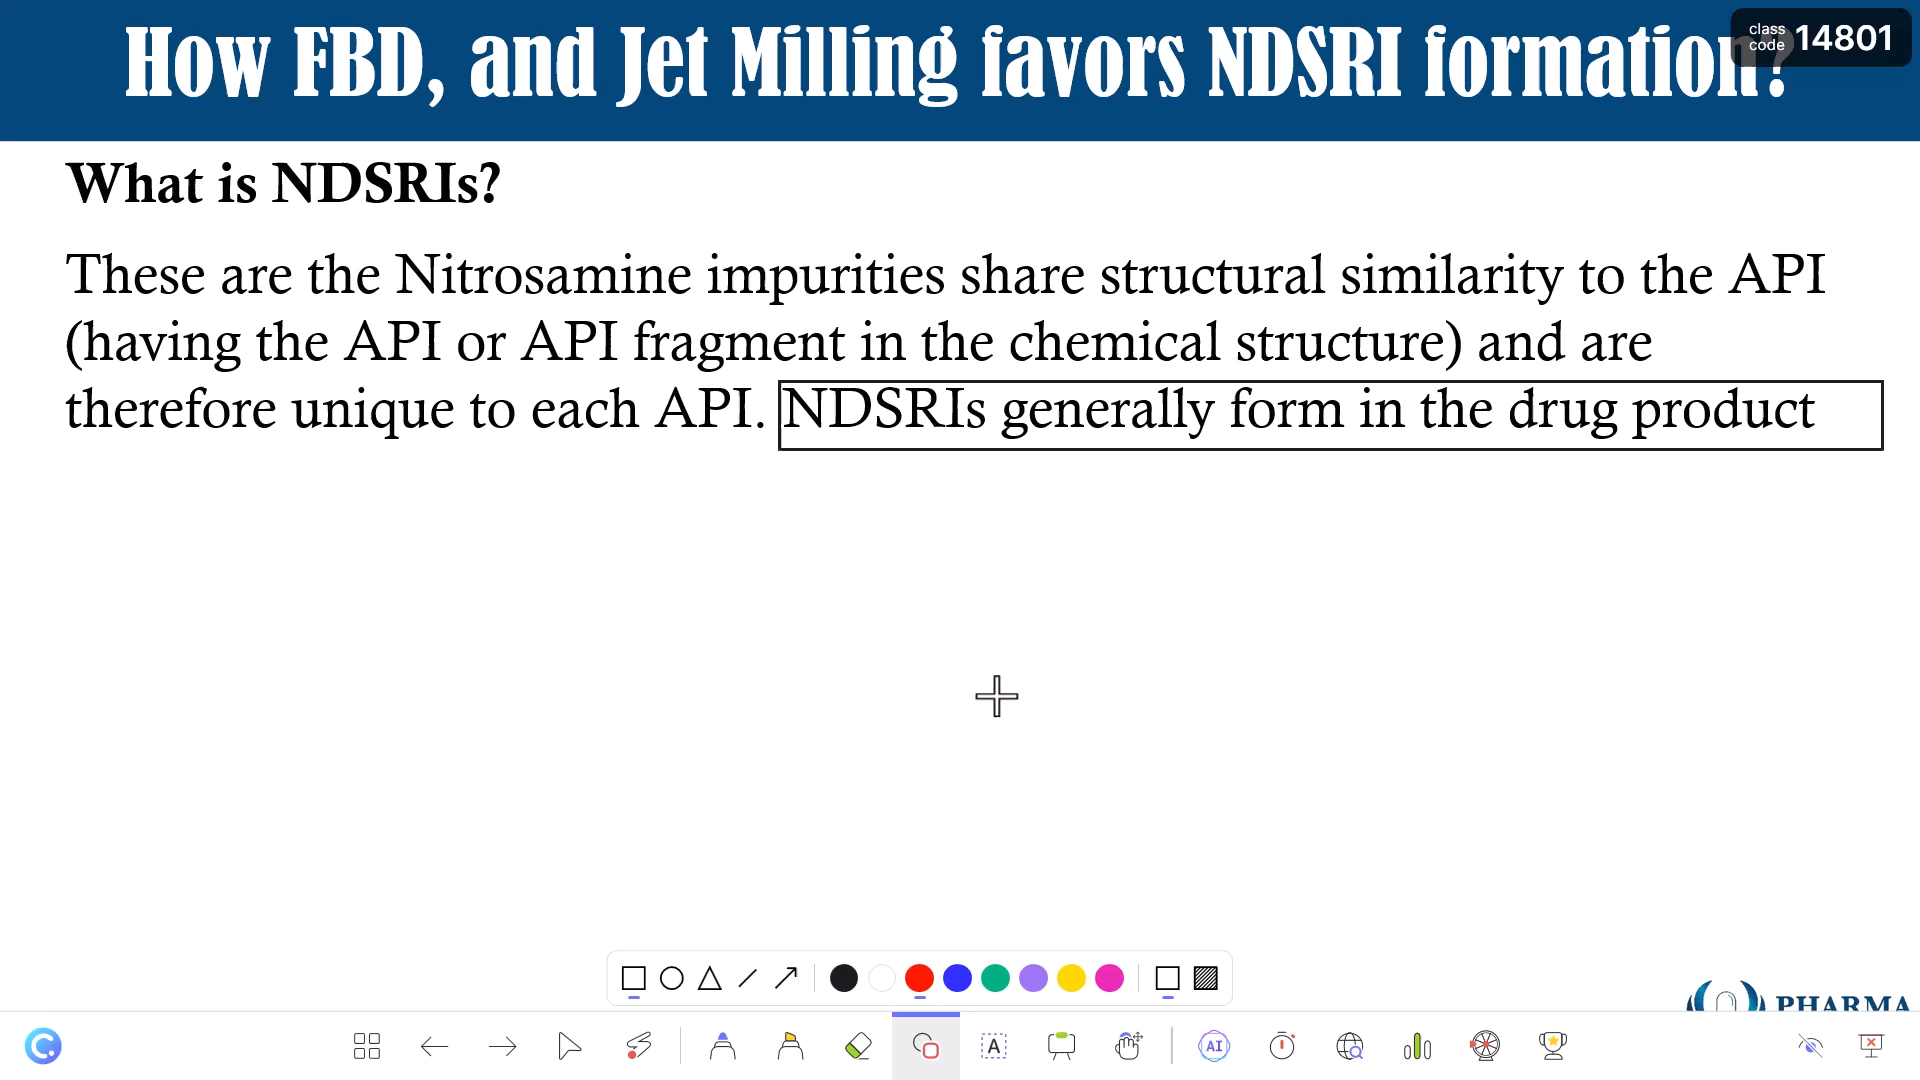 How FBD, and Jet Milling favors NDSRI formation?
class code 14801
What is NDSRIs?
These are the Nitrosamine impurities share structural similarity to the API
(having the API or API fragment in the chemical structure) and are
therefore unique to each API. NDSRIs generally form in the drug product
PHARMA
A
AI